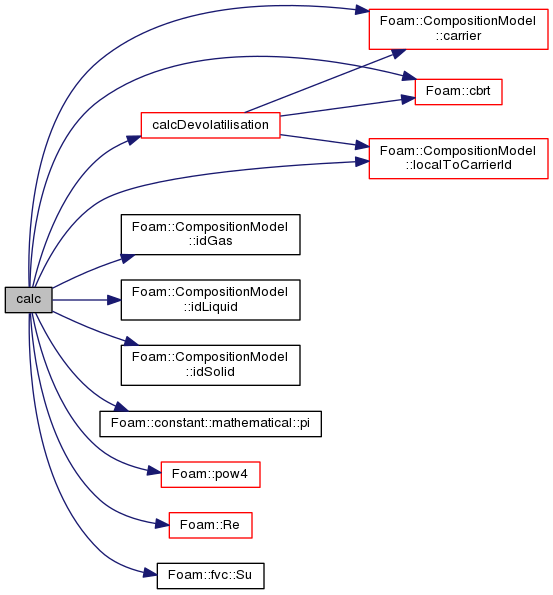 Foam::CompositionModel
::carrier
Foam::cbrt
calcDevolatilisation
Foam::CompositionModel
::localToCarrierId
Foam::CompositionModel
::idGas
calc
Foam::CompositionModel
::idLiquid
Foam::CompositionModel
::idSolid
Foam::constant::mathematical::pi
Foam::pow4
Foam::Re
Foam::fvc::Su